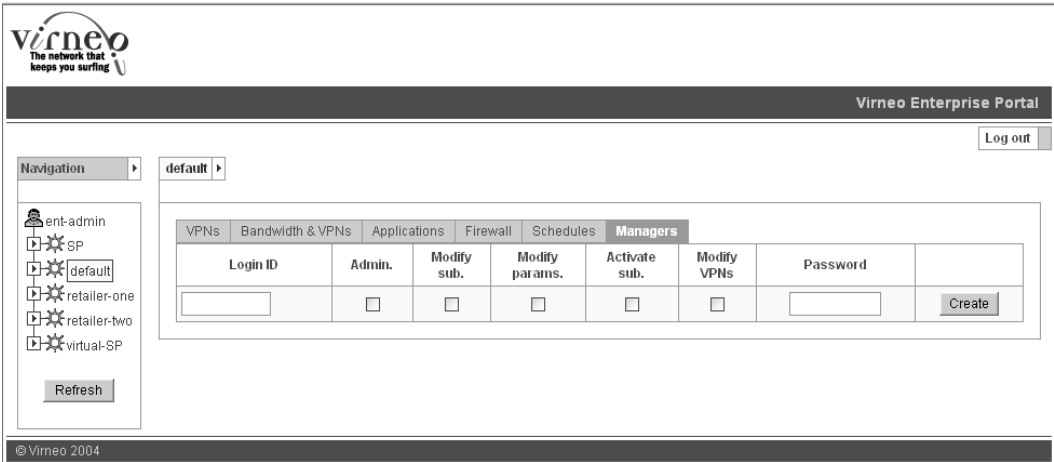 Virneo
The network that
keeps you surfing
Virneo Enterprise Portal
Log out
Navigation
default
ent-admin
SP
default
retailer-one
retailer-two
virtual-SP
Refresh
VPNs Bandwidth & VPNs Applications Firewall Schedules Managers
Login ID Admin. Modify sub. Modify params. Activate sub. Modify VPNs Password
Create
© Virneo 2004